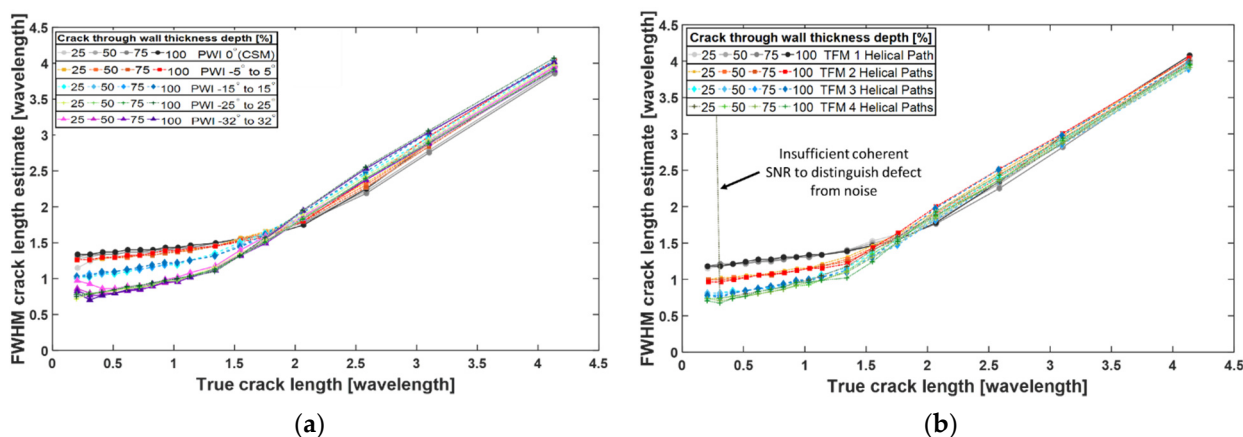 Crack through wall thickness depth [%]
25 50 75 100 PWI 0° (CSM)
25 50 75 100 PWI -5° to 5°
25 50 75 100 PWI -15° to 15°
25 50 75 100 PWI -25° to 25°
25 50 75 100 PWI -32° to 32°
FWHM crack length estimate [wavelength]
4.5
4
3.5
3
2.5
2
1.5
1
0.5
0
0 0.5 1 1.5 2 2.5 3 3.5 4 4.5
True crack length [wavelength]
(a)
Crack through wall thickness depth [%]
25 50 75 100 TFM 1 Helical Path
25 50 75 100 TFM 2 Helical Paths
25 50 75 100 TFM 3 Helical Paths
25 50 75 100 TFM 4 Helical Paths
Insufficient coherent
SNR to distinguish defect
from noise
FWHM crack length estimate [wavelength]
4.5
4
3.5
3
2.5
2
1.5
1
0.5
0
0 0.5 1 1.5 2 2.5 3 3.5 4 4.5
True crack length [wavelength]
(b)